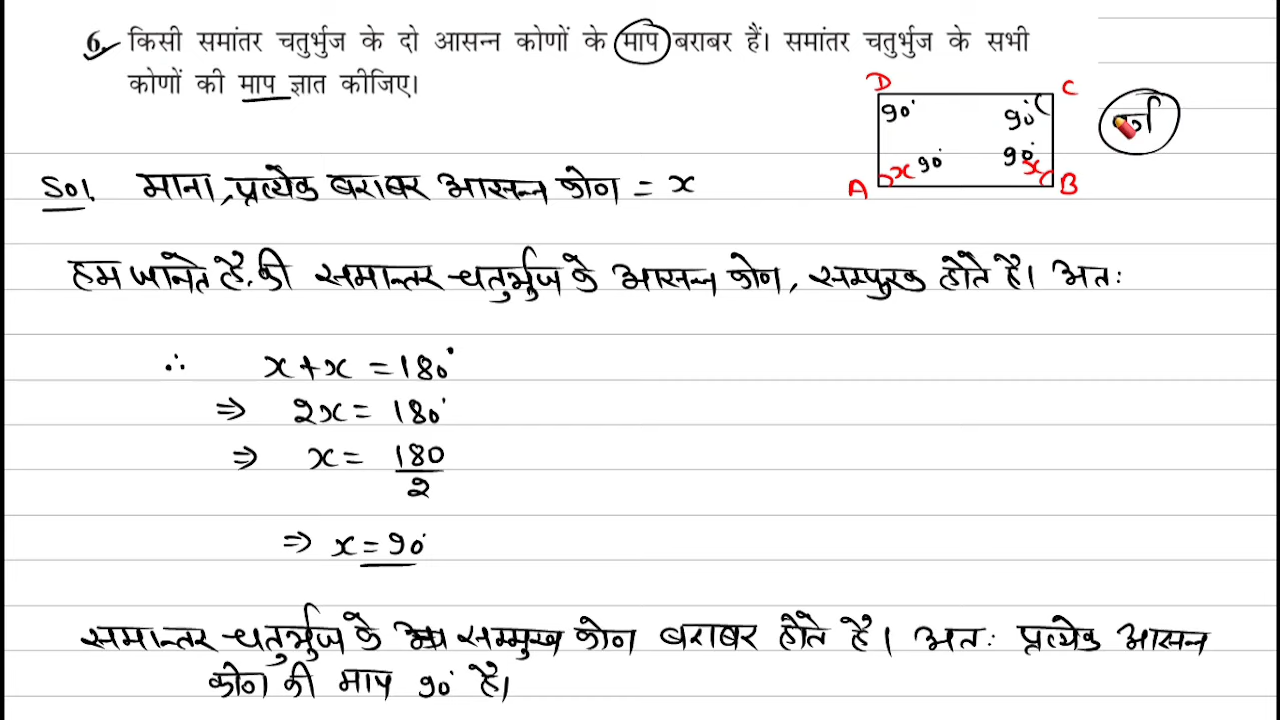 6. किसी समांतर चतुर्भुज के दो आसन्न कोणों के माप बराबर हैं। समांतर चतुर्भुज के सभी
कोणों की माप ज्ञात कीजिए।
D
C
90°
90°
x 90°
90° x
A
B
Sol. माना, प्रत्येक बराबर आसन्न कोण = x
हम जानते है, की समान्तर चतुर्भुज के आसन्न कोण, सम्पुरक होते है। अतः
∴ x + x = 180°
⇒ 2x = 180°
⇒ x = 180/2
⇒ x = 90°
समान्तर चतुर्भुज के सम्मुख कोण बराबर होते है। अतः प्रत्येक आसन्न
कोण की माप 90° है।